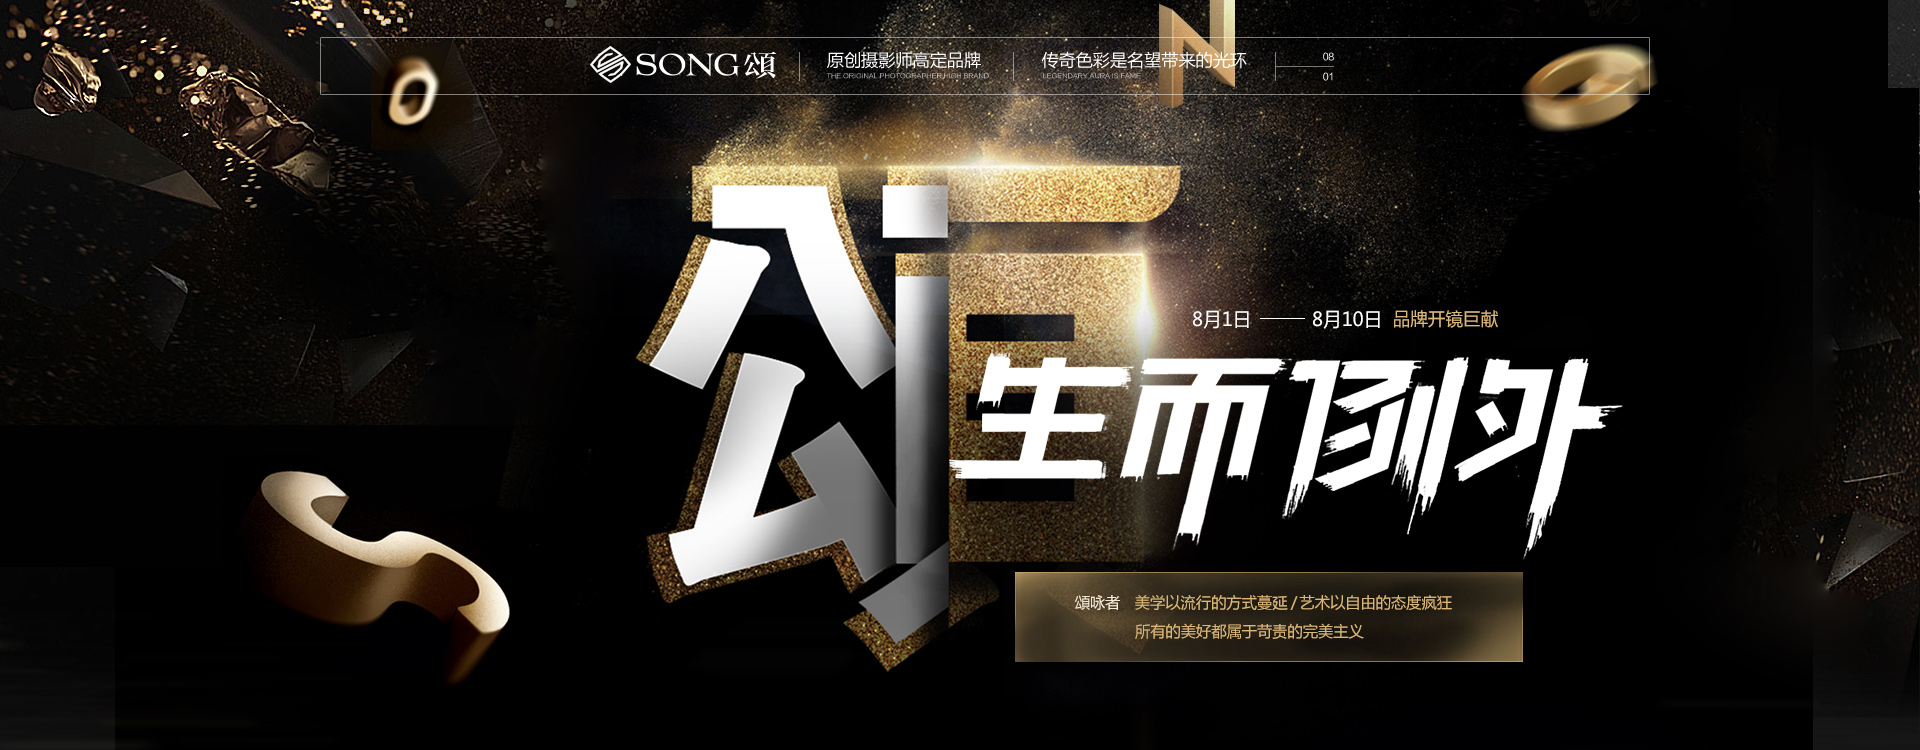 SONG 頌
原创摄影师高定品牌
THE ORIGINAL PHOTOGRAPHER,HIGH BRAND
传奇色彩是名望带来的光环
LEGENDARY AURA IS FAME
08
01
N
O
G
S
頌
8月1日 —— 8月10日 品牌开镜巨献
生而例外
頌咏者 美学以流行的方式蔓延 / 艺术以自由的态度疯狂
所有的美好都属于苛责的完美主义